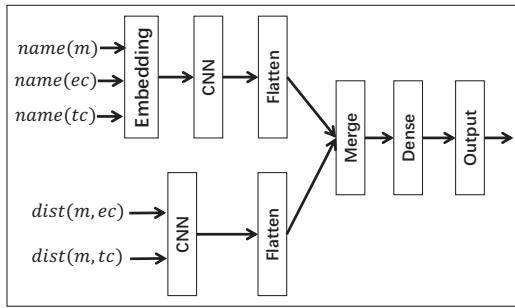 name(m)
name(ec)
name(tc)
Embedding
CNN
Flatten
dist(m, ec)
dist(m, tc)
CNN
Flatten
Merge
Dense
Output